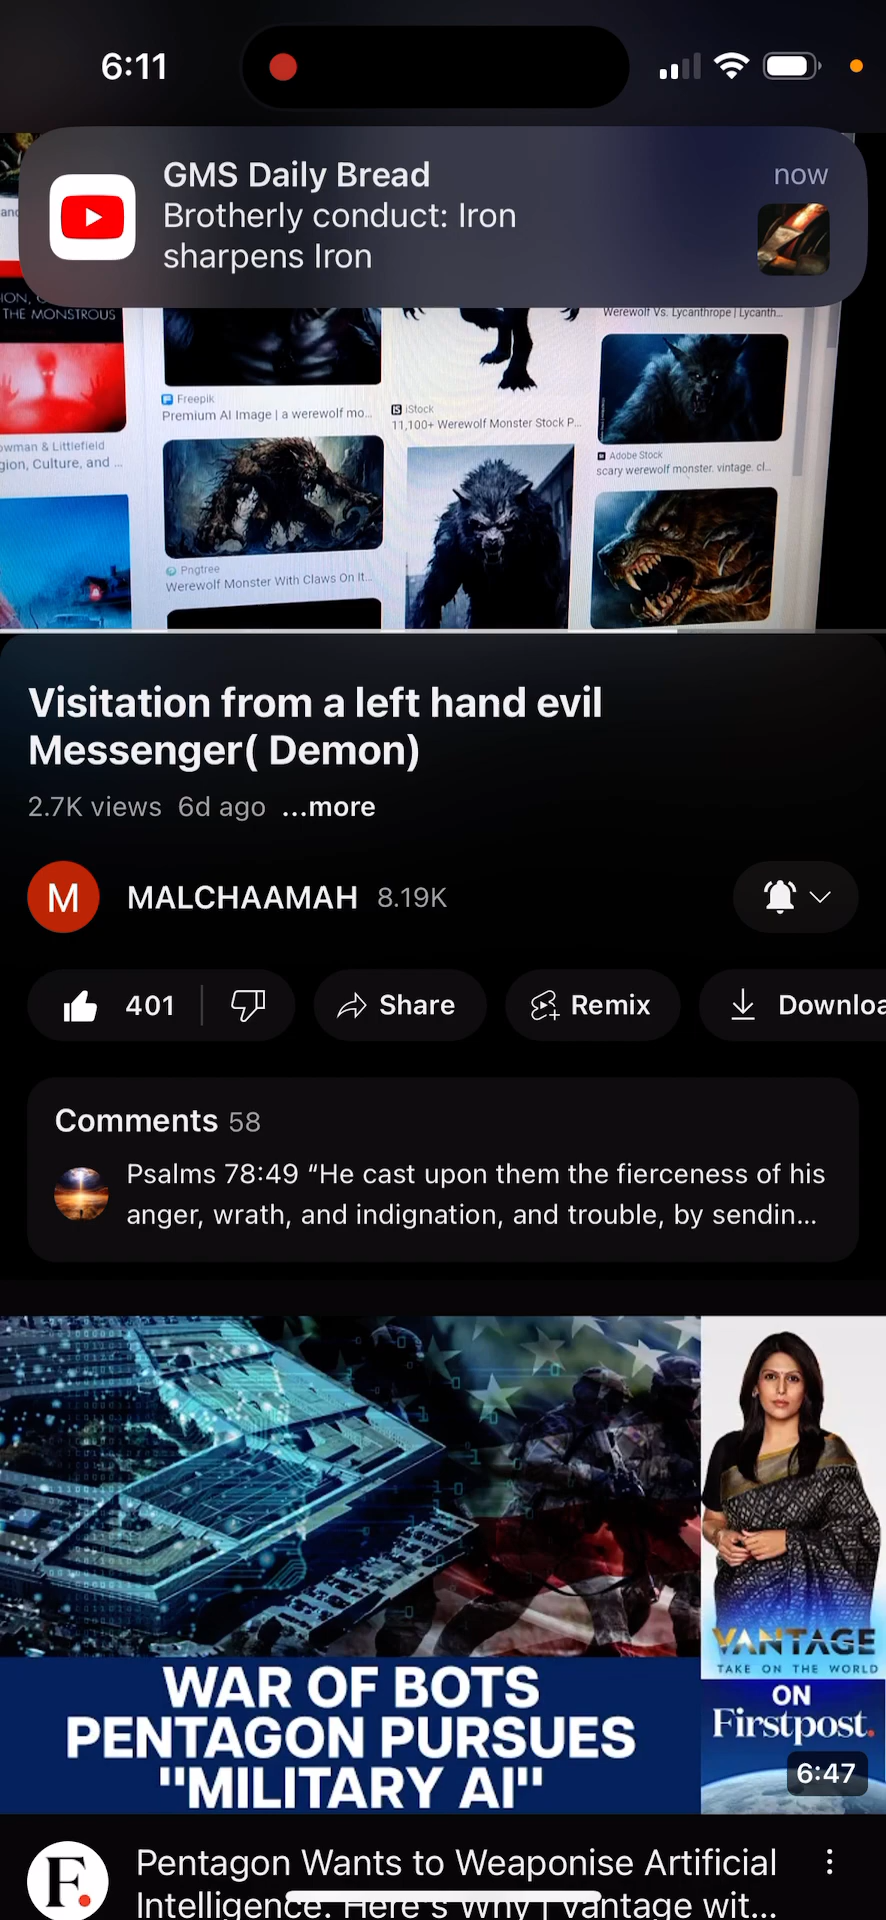 6:11
GMS Daily Bread
now
Brotherly conduct: Iron
sharpens Iron
THE MONSTROUS
Werewolf Vs. Lycanthrope | Lycanth...
Freepik
Premium AI Image | a werewolf mo...
iStock
11,100+ Werewolf Monster Stock P...
owman & Littlefield
gion, Culture, and ...
Adobe Stock
scary werewolf monster. vintage. cl...
Pngtree
Werewolf Monster With Claws On It...
Visitation from a left hand evil
Messenger( Demon)
2.7K views 6d ago ...more
M
MALCHAAMAH 8.19K
401
Share
Remix
Downloa
Comments 58
Psalms 78:49 “He cast upon them the fierceness of his
anger, wrath, and indignation, and trouble, by sendin...
VANTAGE
TAKE ON THE WORLD
ON
Firstpost.
WAR OF BOTS
PENTAGON PURSUES
"MILITARY AI"
6:47
F.
Pentagon Wants to Weaponise Artificial
Intelligence. Here's Why | Vantage wit...